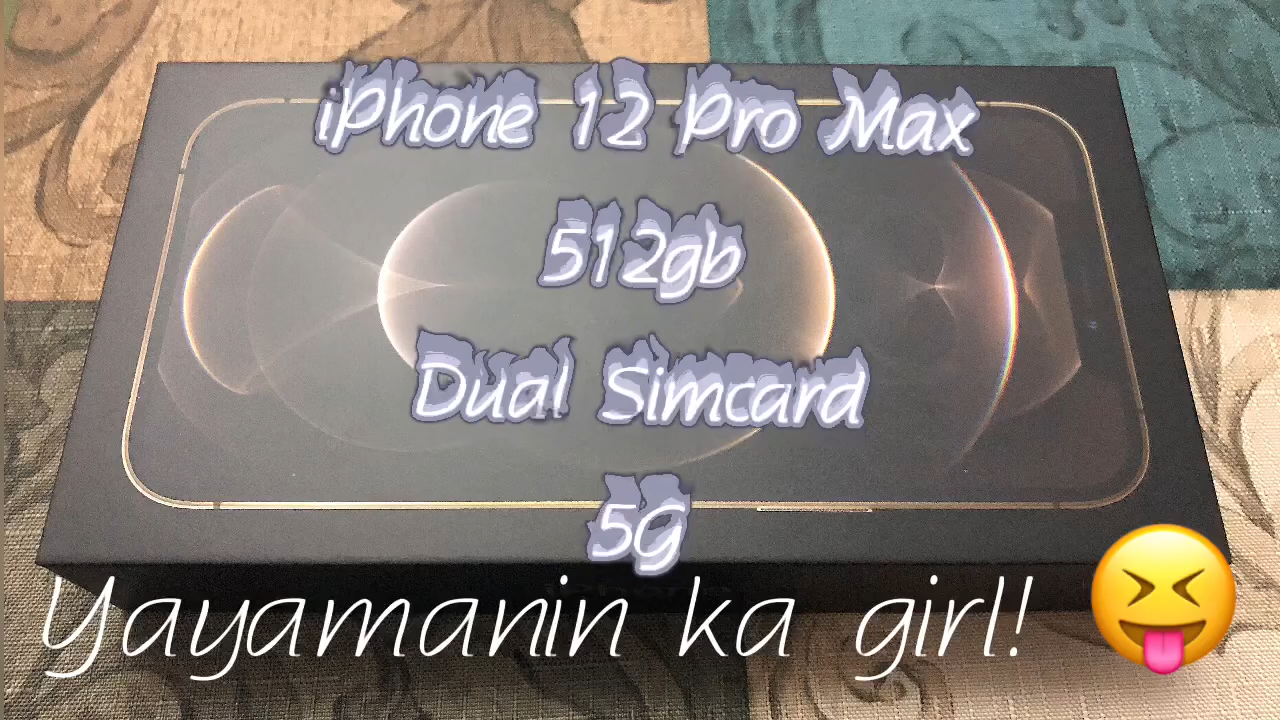 iPhone 12 Pro Max
512gb
Dual Simcard
5G
Yayamanin ka girl! 😝